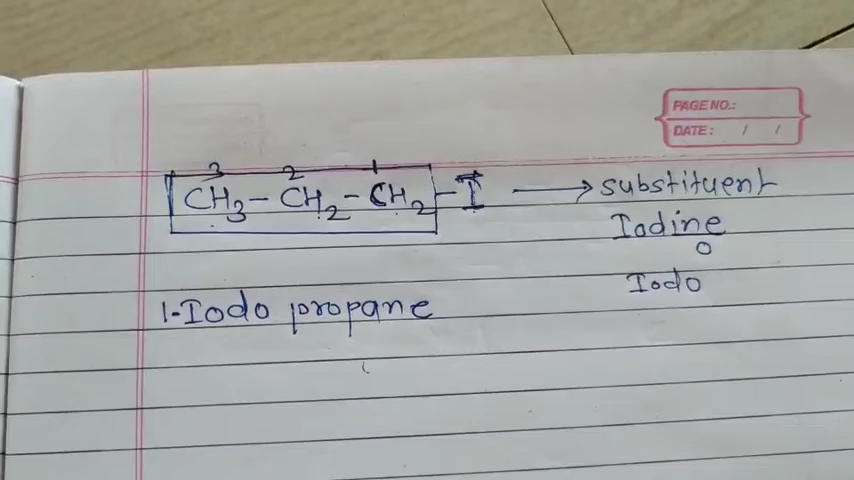 PAGE NO.:
DATE: / /
3 2 1
CH3 - CH2 - CH2 - I → substituent
Iodine
o
Iodo
1-Iodo propane